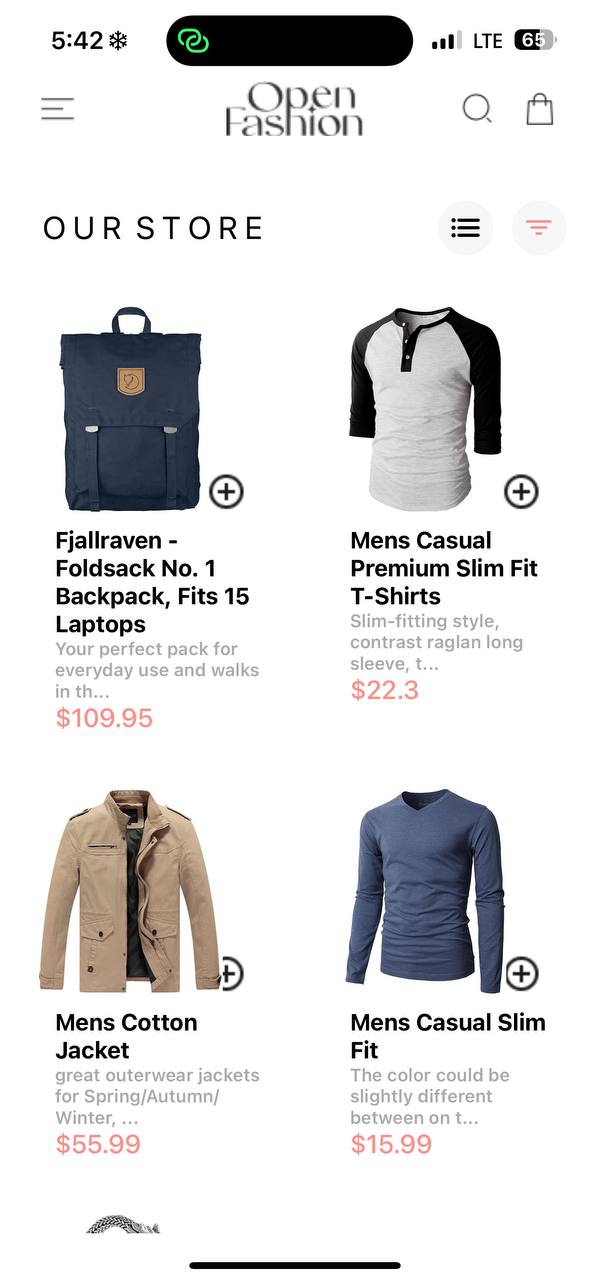 5:42
LTE
65
Open
Fashion
OUR STORE
Fjallraven -
Foldsack No. 1
Backpack, Fits 15
Laptops
Your perfect pack for
everyday use and walks
in th...
$109.95
Mens Casual
Premium Slim Fit
T-Shirts
Slim-fitting style,
contrast raglan long
sleeve, t...
$22.3
Mens Cotton
Jacket
great outerwear jackets
for Spring/Autumn/
Winter, ...
$55.99
Mens Casual Slim
Fit
The color could be
slightly different
between on t...
$15.99